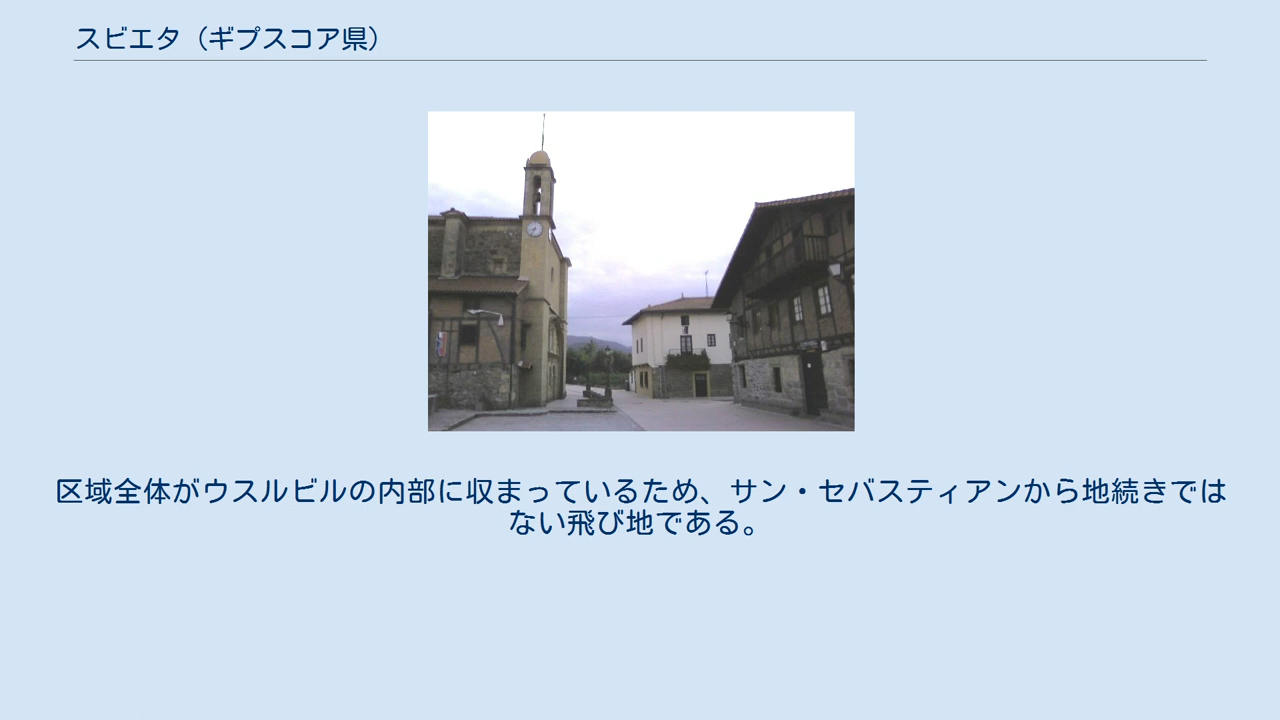 スビエタ（ギプスコア県）
区域全体がウスルビルの内部に収まっているため、サン・セバスティアンから地続きでは
ない飛び地である。